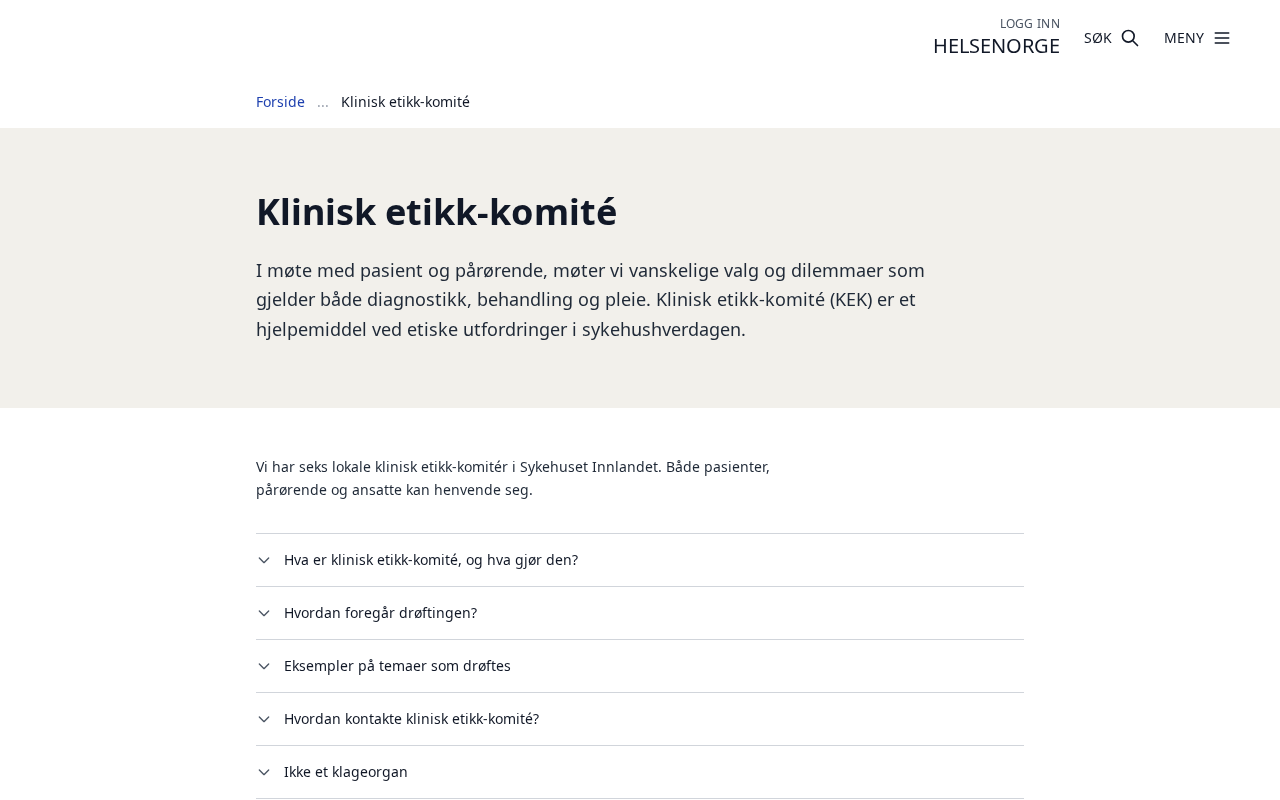 LOGG INN
HELSENORGE
SØK
MENY
Forside ... Klinisk etikk-komité
Klinisk etikk-komité
I møte med pasient og pårørende, møter vi vanskelige valg og dilemmaer som
gjelder både diagnostikk, behandling og pleie. Klinisk etikk-komité (KEK) er et
hjelpemiddel ved etiske utfordringer i sykehushverdagen.
Vi har seks lokale klinisk etikk-komitér i Sykehuset Innlandet. Både pasienter,
pårørende og ansatte kan henvende seg.
Hva er klinisk etikk-komité, og hva gjør den?
Hvordan foregår drøftingen?
Eksempler på temaer som drøftes
Hvordan kontakte klinisk etikk-komité?
Ikke et klageorgan